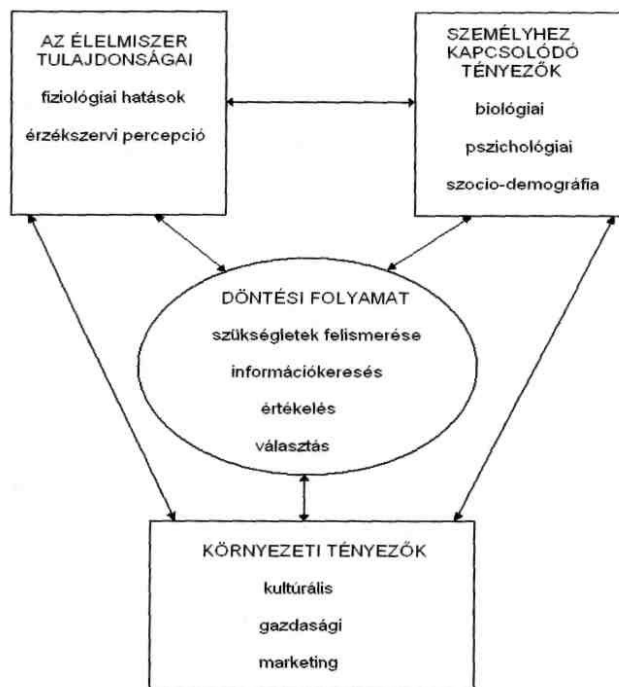 AZ ÉLELMISZER
TULAJDONSÁGAI
fiziológiai hatások
érzékszervi percepció
SZEMÉLYHEZ
KAPCSOLÓDÓ
TÉNYEZŐK
biológiai
pszichológiai
szocio-demográfia
DÖNTÉSI FOLYAMAT
szükségletek felismerése
információkeresés
értékelés
választás
KÖRNYEZETI TÉNYEZŐK
kultúrális
gazdasági
marketing